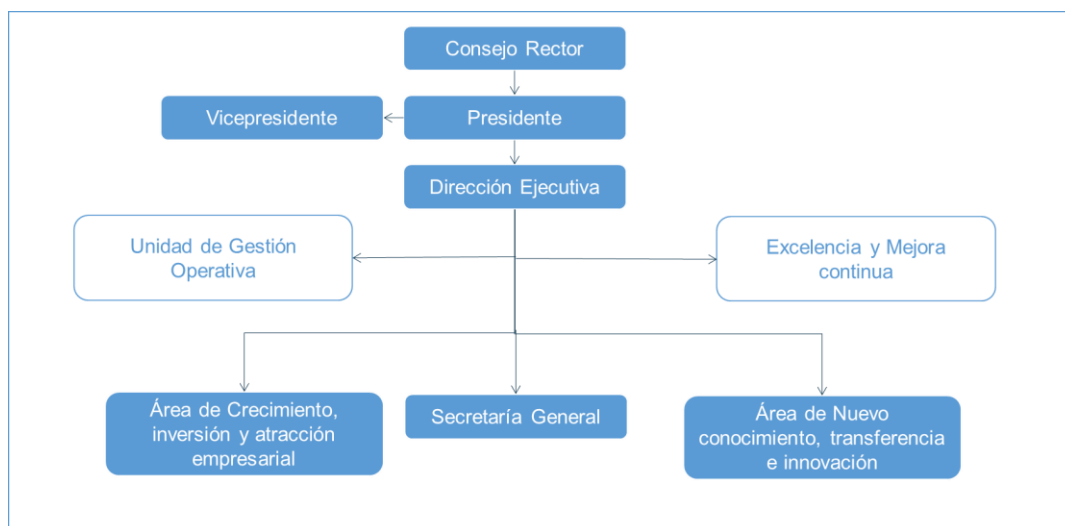 Consejo Rector
Vicepresidente
Presidente
Dirección Ejecutiva
Unidad de Gestión
Operativa
Excelencia y Mejora
continua
Área de Crecimiento,
inversión y atracción
empresarial
Secretaría General
Área de Nuevo
conocimiento, transferencia
e innovación